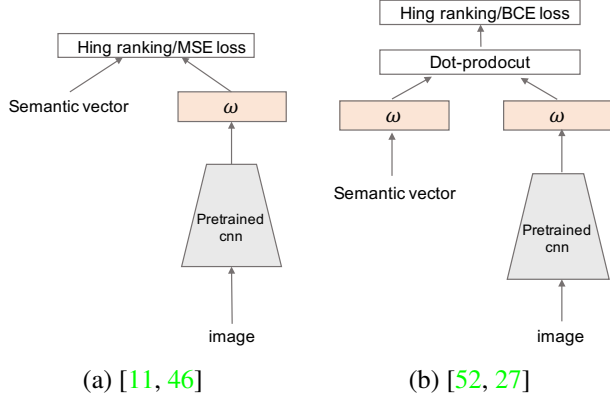 Hing ranking/MSE loss
Semantic vector
ω
Pretrained
cnn
image
(a) [11, 46]
Hing ranking/BCE loss
Dot-prodocut
ω
ω
Semantic vector
Pretrained
cnn
image
(b) [52, 27]